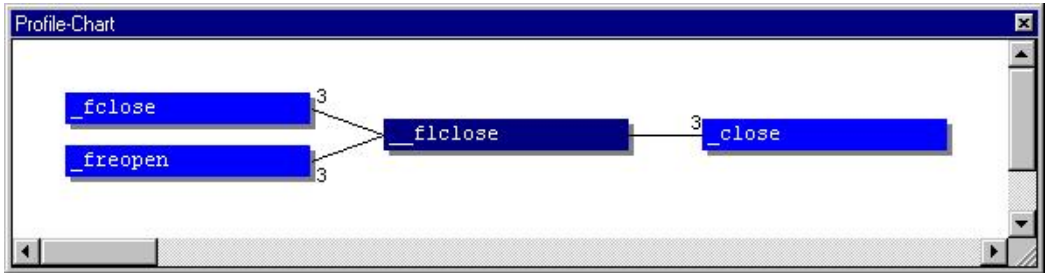 Profile-Chart
_fclose
3
__flclose
3
_close
_freopen
3